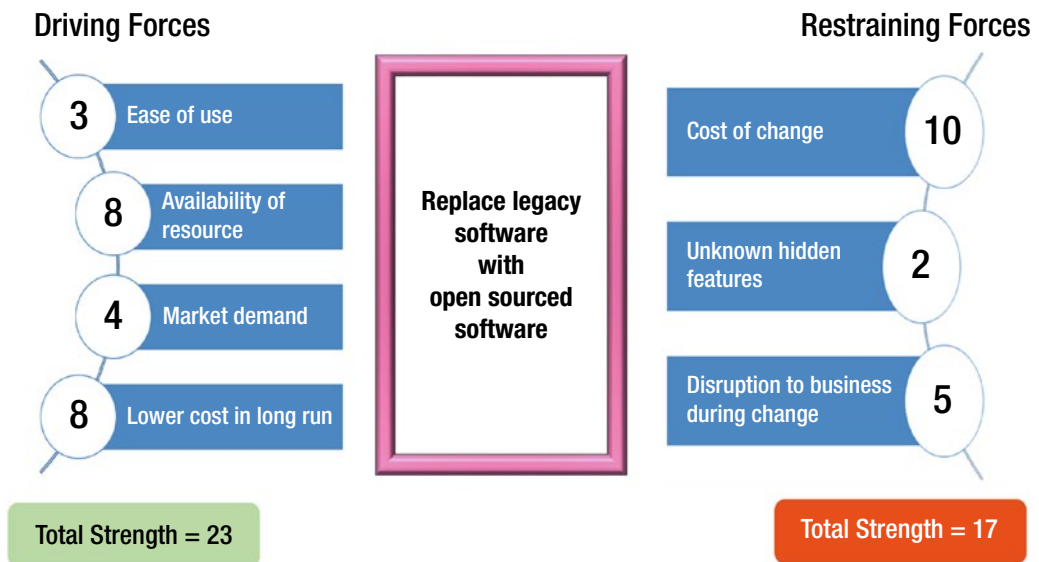 Driving Forces
Restraining Forces
3
Ease of use
8
Availability of
resource
4
Market demand
8
Lower cost in long run
Replace legacy
software
with
open sourced
software
Cost of change
10
Unknown hidden
features
2
Disruption to business
during change
5
Total Strength = 23
Total Strength = 17